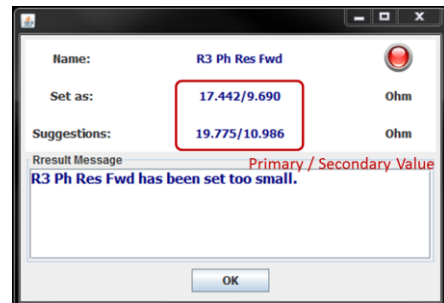 Name: R3 Ph Res Fwd
Set as: 17.442/9.690 Ohm
Suggestions: 19.775/10.986 Ohm
Rresult Message
Primary / Secondary Value
R3 Ph Res Fwd has been set too small.
OK